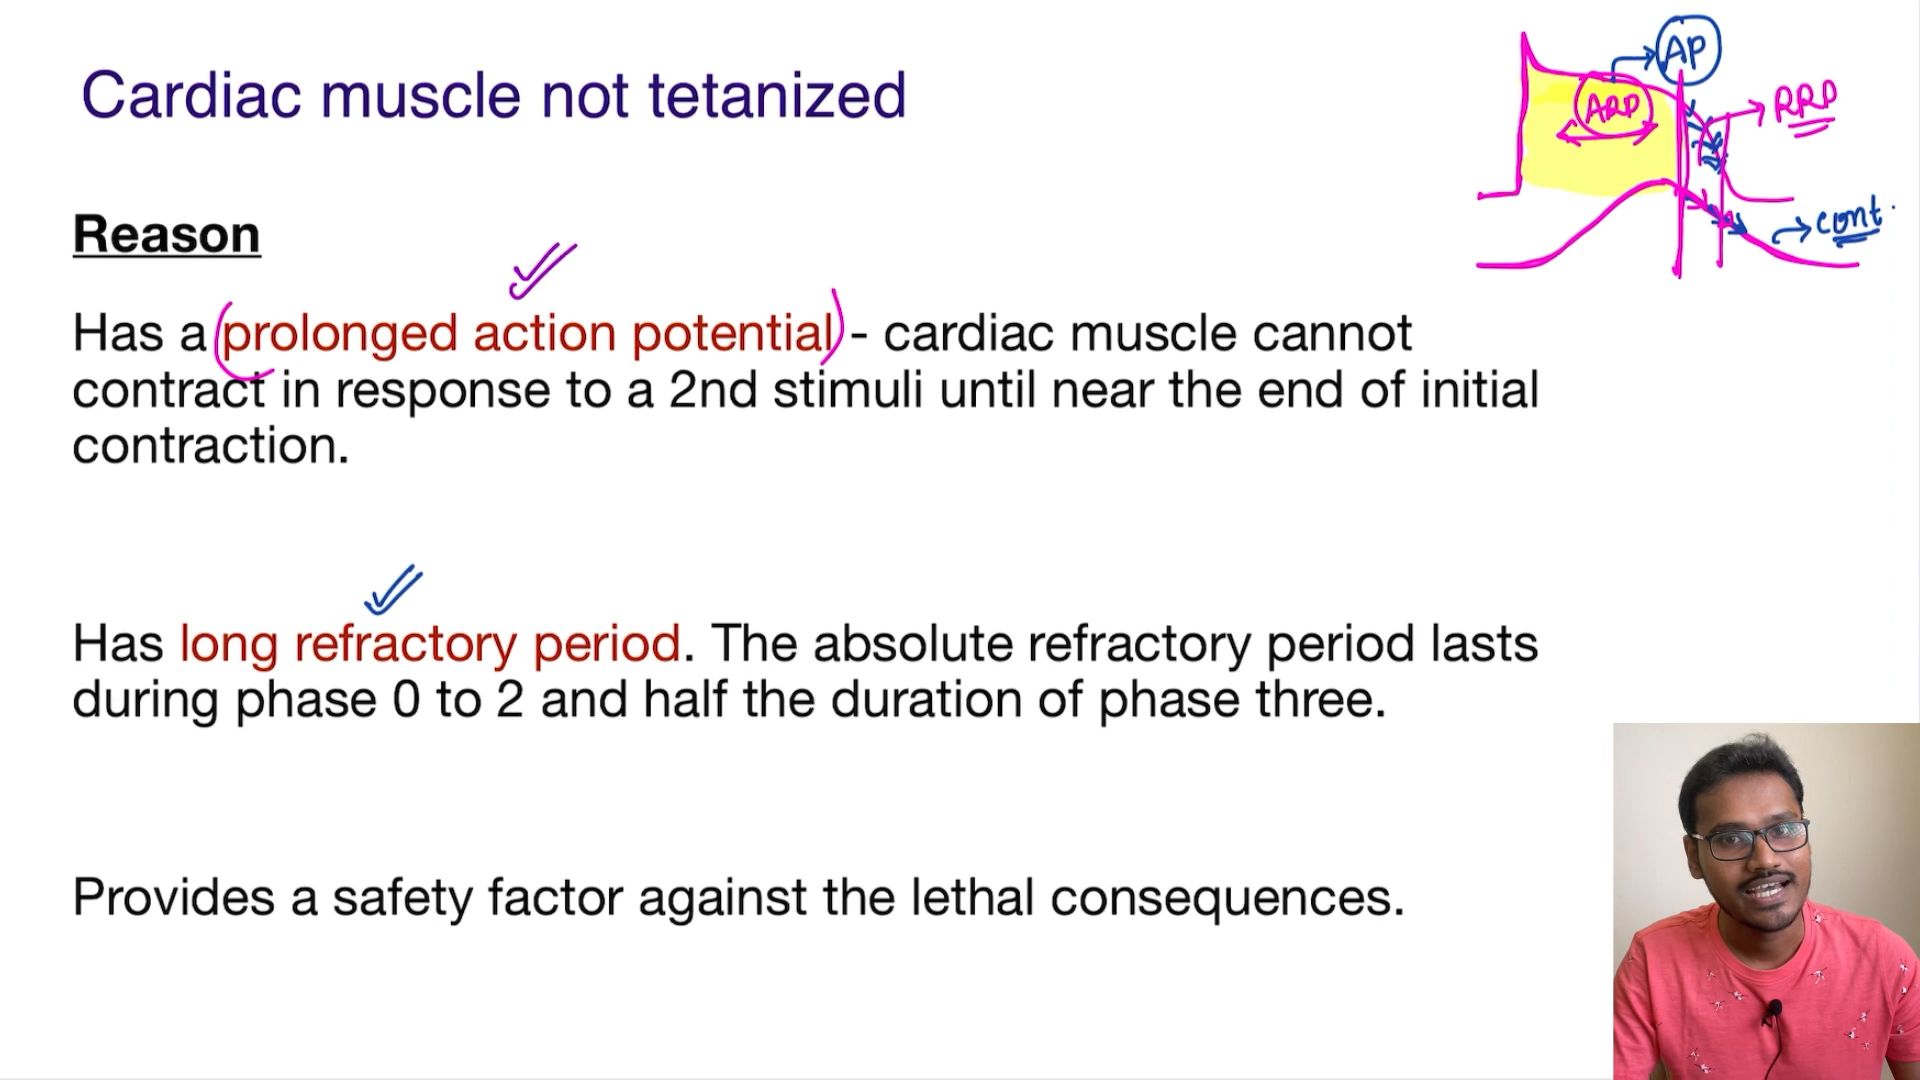 Cardiac muscle not tetanized
AP
ARP
RRP
cont.
Reason
Has a (prolonged action potential) - cardiac muscle cannot
contract in response to a 2nd stimuli until near the end of initial
contraction.
Has long refractory period. The absolute refractory period lasts
during phase 0 to 2 and half the duration of phase three.
Provides a safety factor against the lethal consequences.